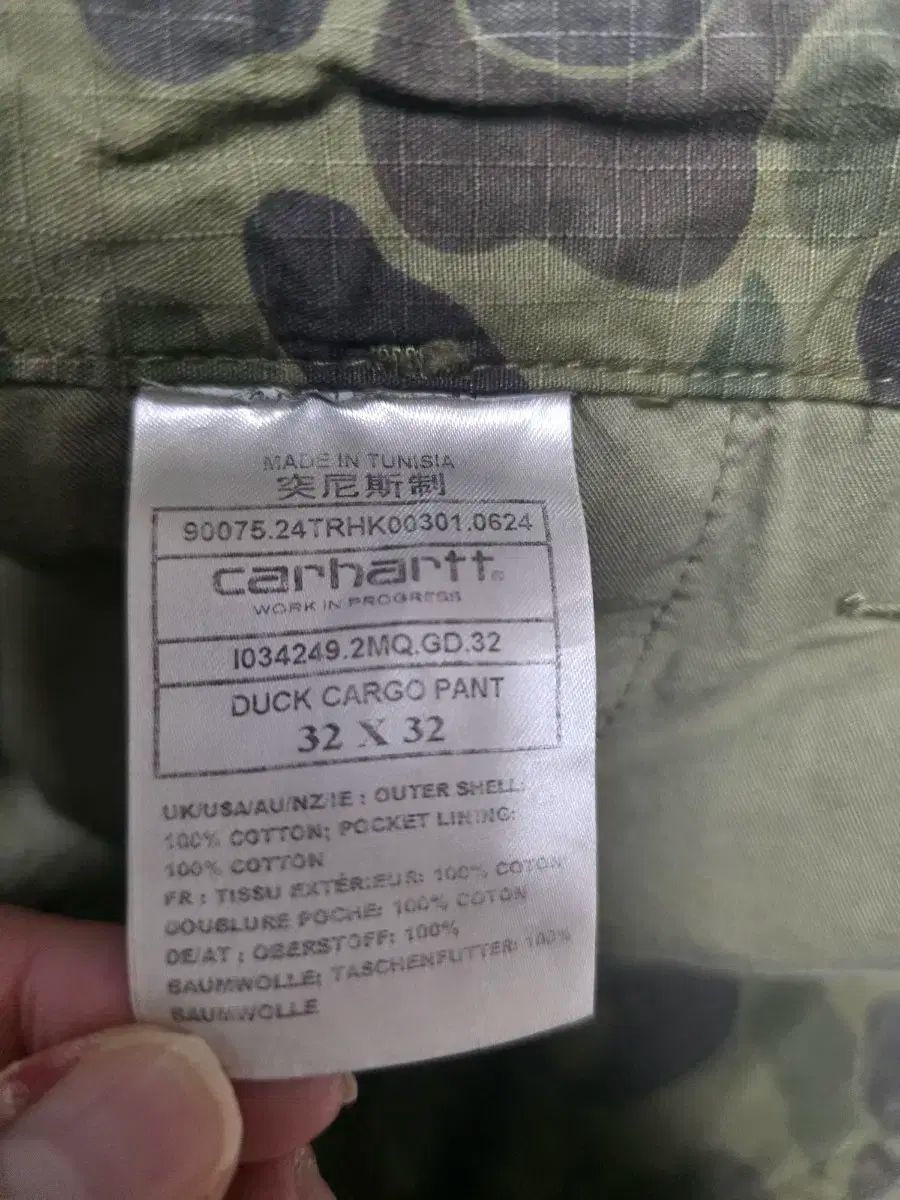 MADE IN TUNISIA
突尼斯制
90075.24TRHK00301.0624
carhartt®
WORK IN PROGRESS
I034249.2MQ.GD.32
DUCK CARGO PANT
32 X 32
UK/USA/AU/NZ/IE : OUTER SHELL:
100% COTTON; POCKET LINING:
100% COTTON
FR : TISSU EXTÉRIEUR: 100% COTON
DOUBLURE POCHE: 100% COTON
DE/AT : OBERSTOFF: 100%
BAUMWOLLE; TASCHENFUTTER: 100%
BAUMWOLLE